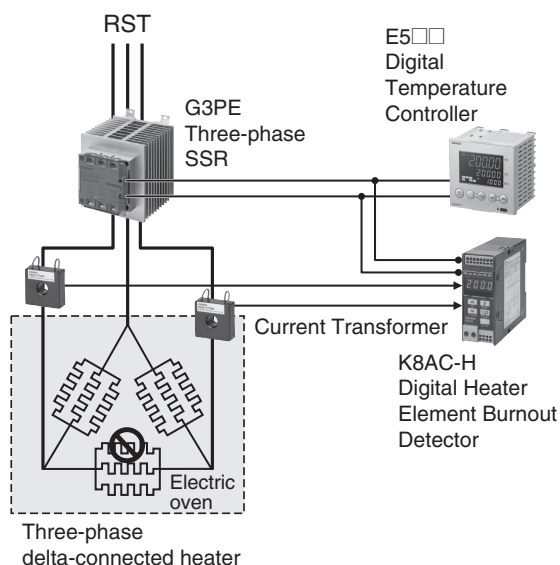 RST
E5□□
Digital
Temperature
Controller
G3PE
Three-phase
SSR
Current Transformer
K8AC-H
Digital Heater
Element Burnout
Detector
Electric
oven
Three-phase
delta-connected heater